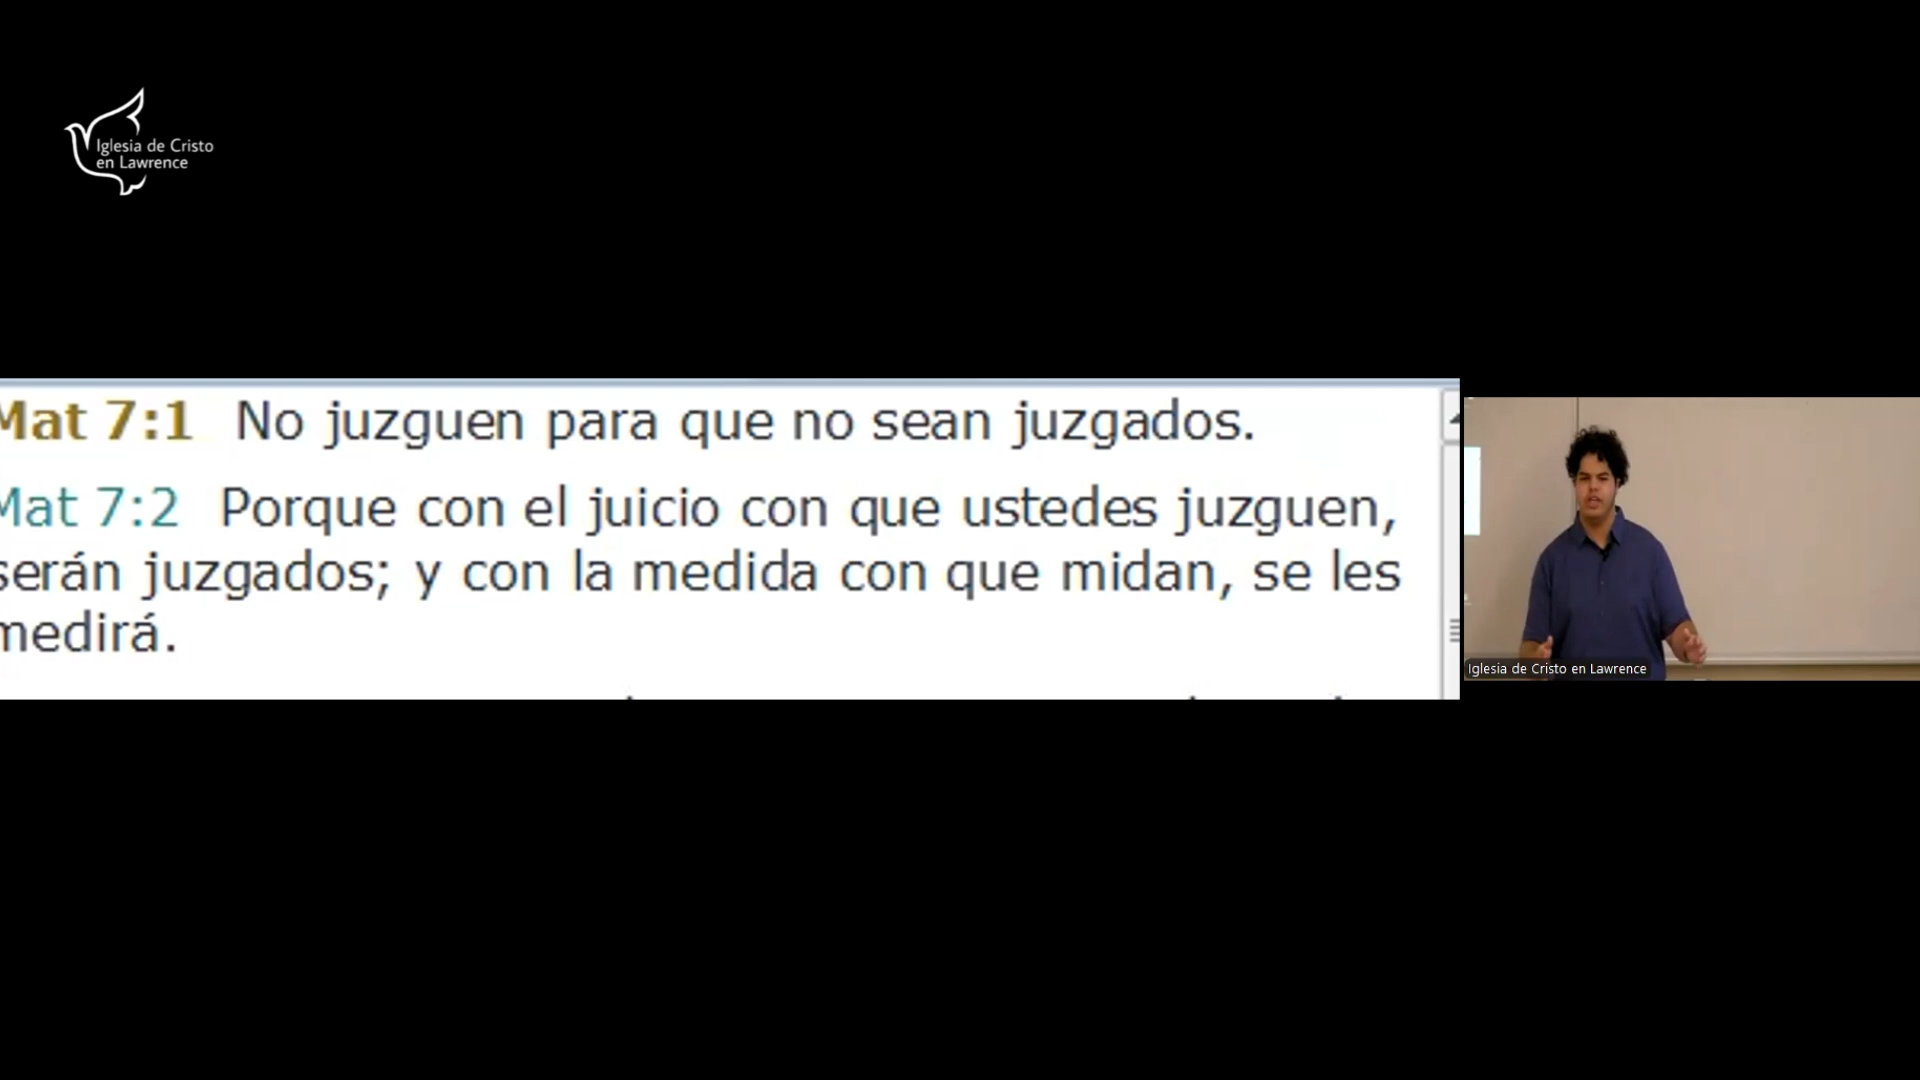 Iglesia de Cristo
en Lawrence
Mat 7:1 No juzguen para que no sean juzgados.
Mat 7:2 Porque con el juicio con que ustedes juzguen,
serán juzgados; y con la medida con que midan, se les
medirá.
Iglesia de Cristo en Lawrence